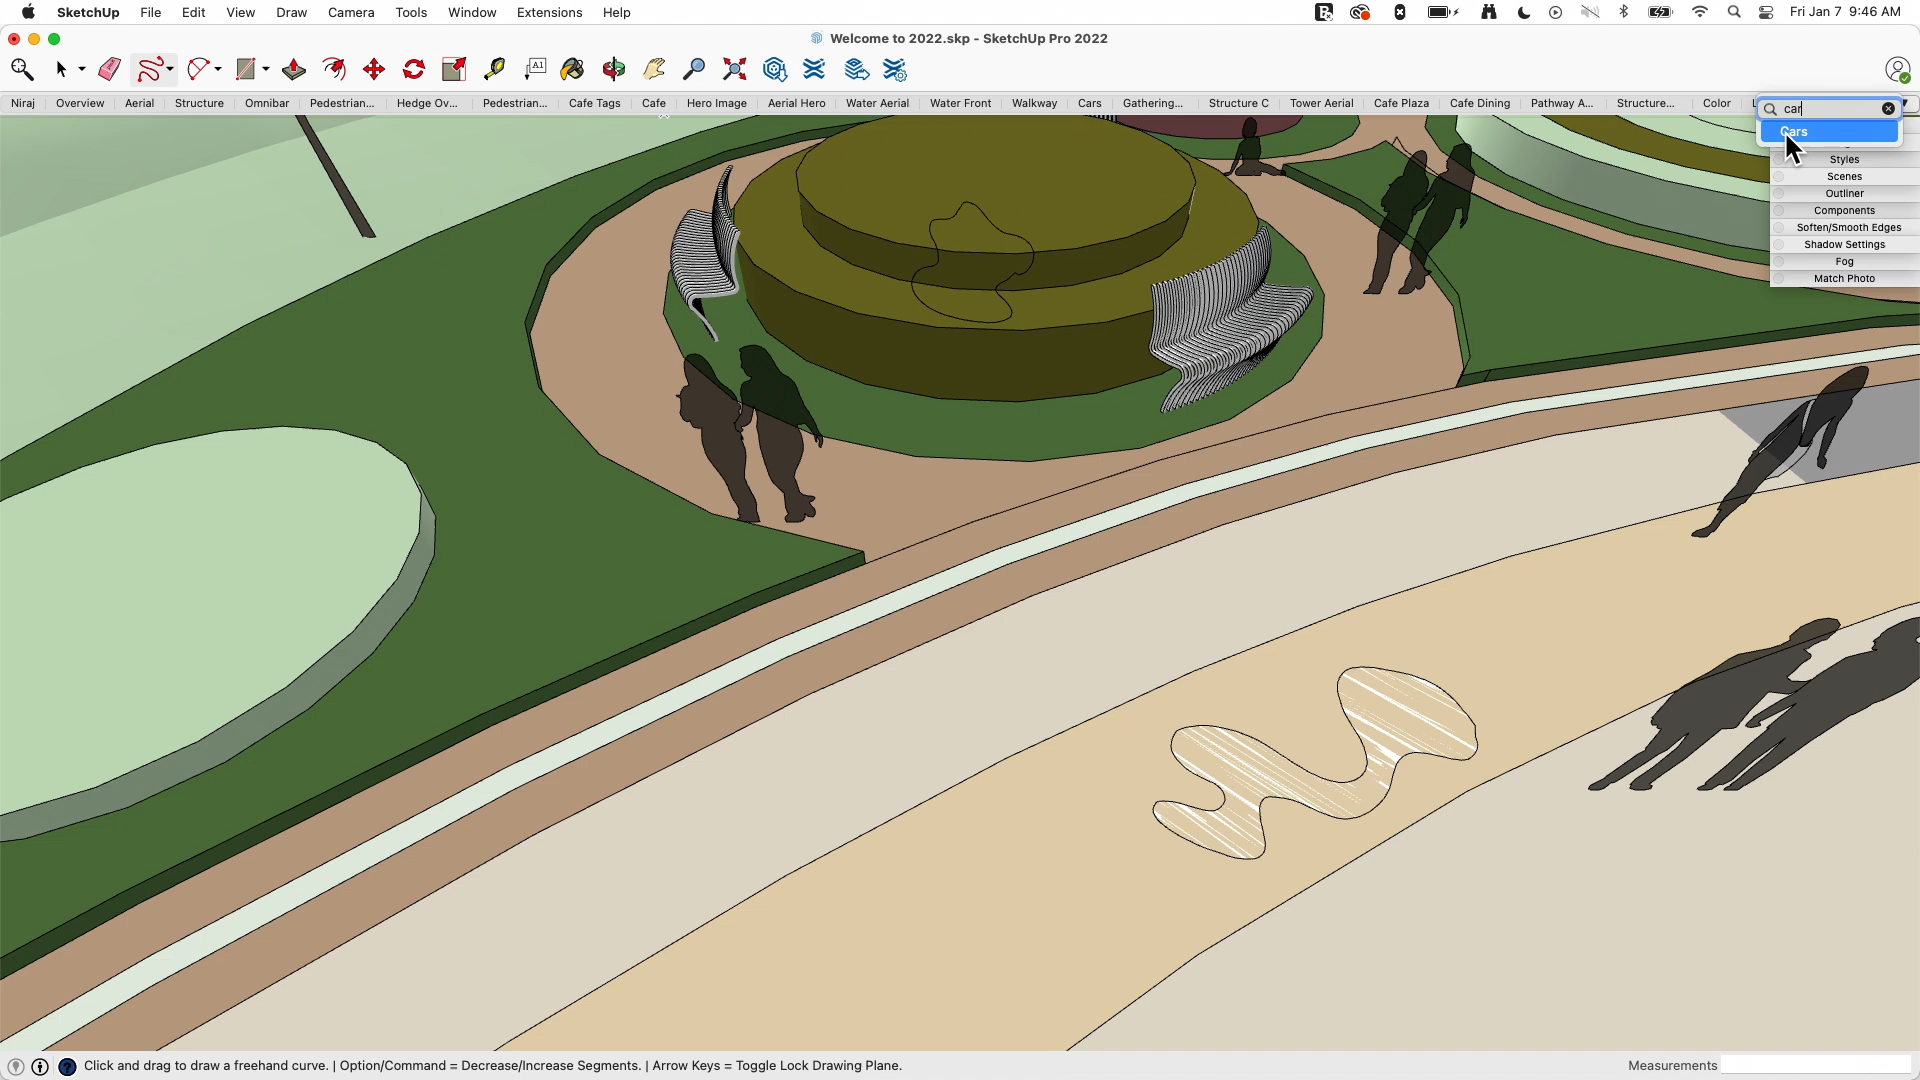 SketchUp File Edit View Draw Camera Tools Window Extensions Help Fri Jan 7 9:46 AM
Welcome to 2022.skp - SketchUp Pro 2022
A1
Niraj Overview Aerial Structure Omnibar Pedestrian... Hedge Ov... Pedestrian... Cafe Tags Cafe Hero Image Aerial Hero Water Aerial Water Front Walkway Cars Gathering... Structure C Tower Aerial Cafe Plaza Cafe Dining Pathway A... Structure... Color
car
Cars
Styles
Scenes
Outliner
Components
Soften/Smooth Edges
Shadow Settings
Fog
Match Photo
Click and drag to draw a freehand curve. | Option/Command = Decrease/Increase Segments. | Arrow Keys = Toggle Lock Drawing Plane. Measurements